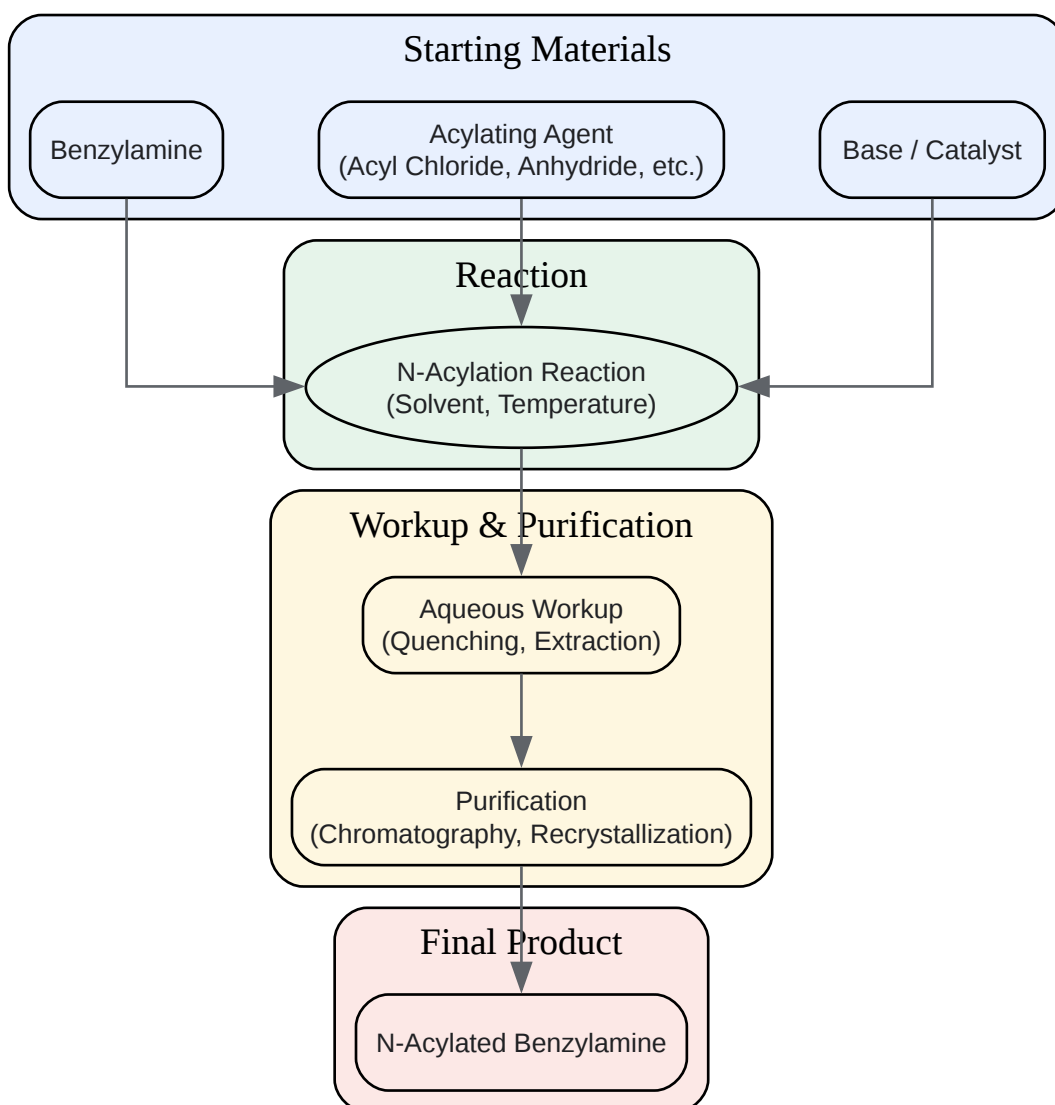 Starting Materials
Benzylamine
Acylating Agent
(Acyl Chloride, Anhydride, etc.)
Base / Catalyst
Reaction
N-Acylation Reaction
(Solvent, Temperature)
Workup & Purification
Aqueous Workup
(Quenching, Extraction)
Purification
(Chromatography, Recrystallization)
Final Product
N-Acylated Benzylamine